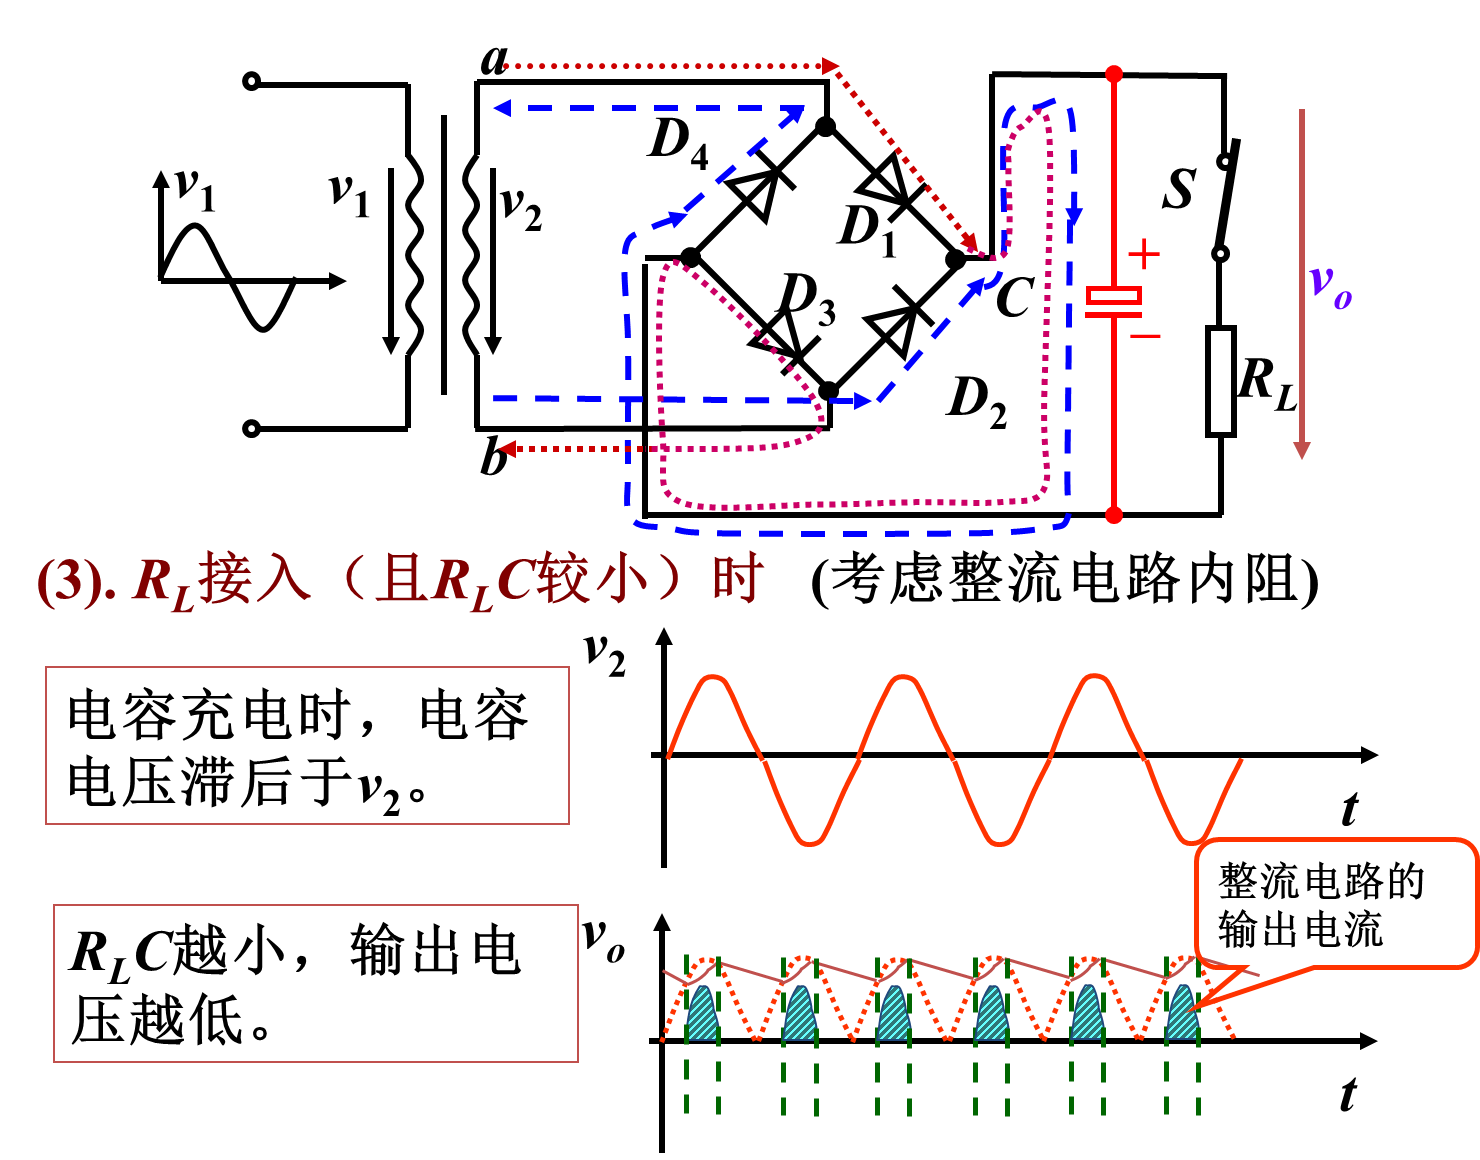 a
D4
v1
v1
v2
D1
S
+
D3
C
vo
−
RL
D2
b
(3). RL接入（且RLC较小）时 (考虑整流电路内阻)
v2
电容充电时，电容
电压滞后于v2。
t
整流电路的
输出电流
RLC越小，输出电
压越低。
vo
t